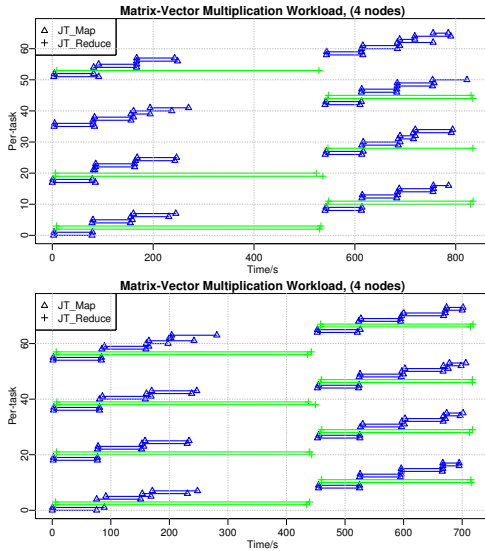 Matrix-Vector Multiplication Workload, (4 nodes)
JT_Map
JT_Reduce
Per-task
0 10 20 30 40 50 60
0 200 400 600 800
Time/s
Matrix-Vector Multiplication Workload, (4 nodes)
JT_Map
JT_Reduce
Per-task
0 20 40 60
0 100 200 300 400 500 600 700
Time/s